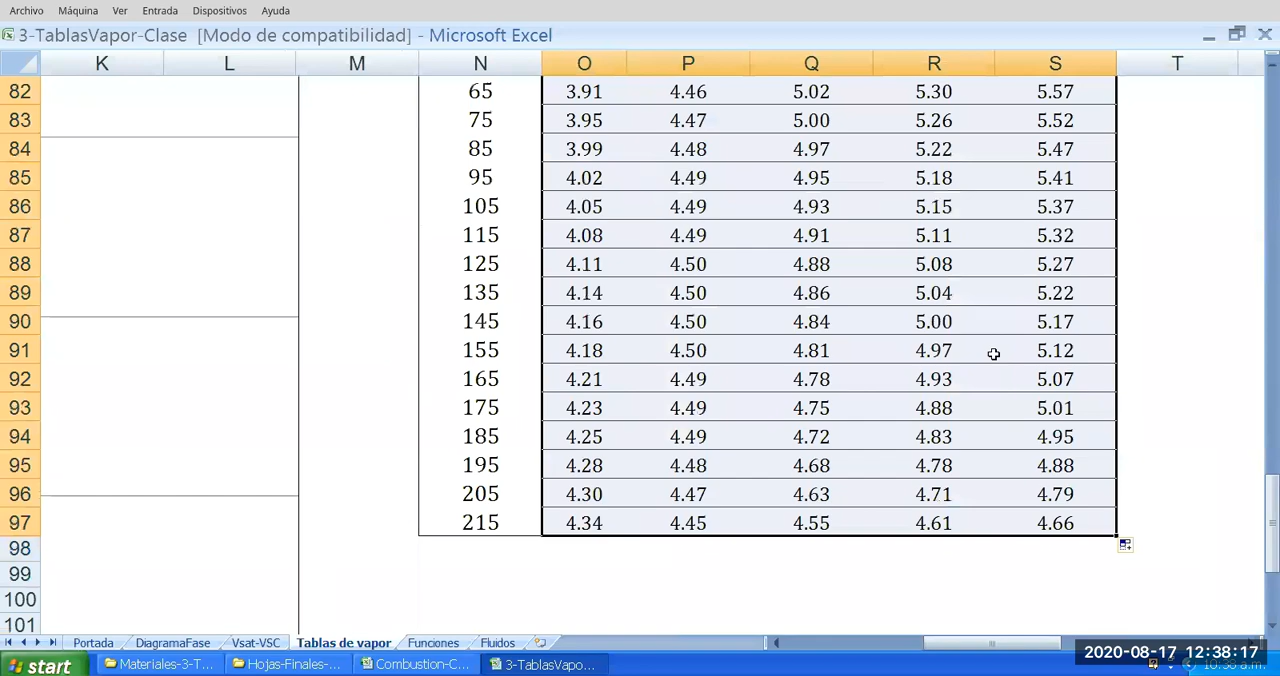 Archivo Máquina Ver Entrada Dispositivos Ayuda
3-TablasVapor-Clase [Modo de compatibilidad] - Microsoft Excel
K L M N O P Q R S T
82 65 3.91 4.46 5.02 5.30 5.57
83 75 3.95 4.47 5.00 5.26 5.52
84 85 3.99 4.48 4.97 5.22 5.47
85 95 4.02 4.49 4.95 5.18 5.41
86 105 4.05 4.49 4.93 5.15 5.37
87 115 4.08 4.49 4.91 5.11 5.32
88 125 4.11 4.50 4.88 5.08 5.27
89 135 4.14 4.50 4.86 5.04 5.22
90 145 4.16 4.50 4.84 5.00 5.17
91 155 4.18 4.50 4.81 4.97 5.12
92 165 4.21 4.49 4.78 4.93 5.07
93 175 4.23 4.49 4.75 4.88 5.01
94 185 4.25 4.49 4.72 4.83 4.95
95 195 4.28 4.48 4.68 4.78 4.88
96 205 4.30 4.47 4.63 4.71 4.79
97 215 4.34 4.45 4.55 4.61 4.66
98
99
100
101
Portada DiagramaFase Vsat-VSC Tablas de vapor Funciones Fluidos
2020-08-17 12:38:17
start Materiales-3-T... Hojas-Finales-... Combustion-C... 3-TablasVapo... 10:38 a.m.